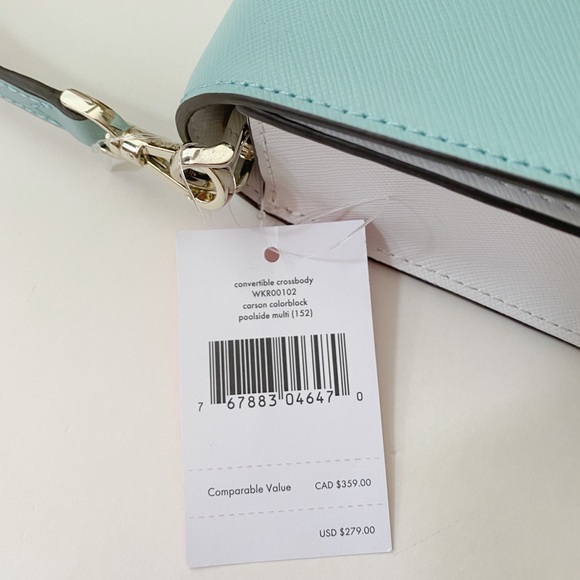 convertible crossbody
WKR00102
carson colorblock
poolside multi (152)
7 67883 04647 0
Comparable Value CAD $359.00
USD $279.00